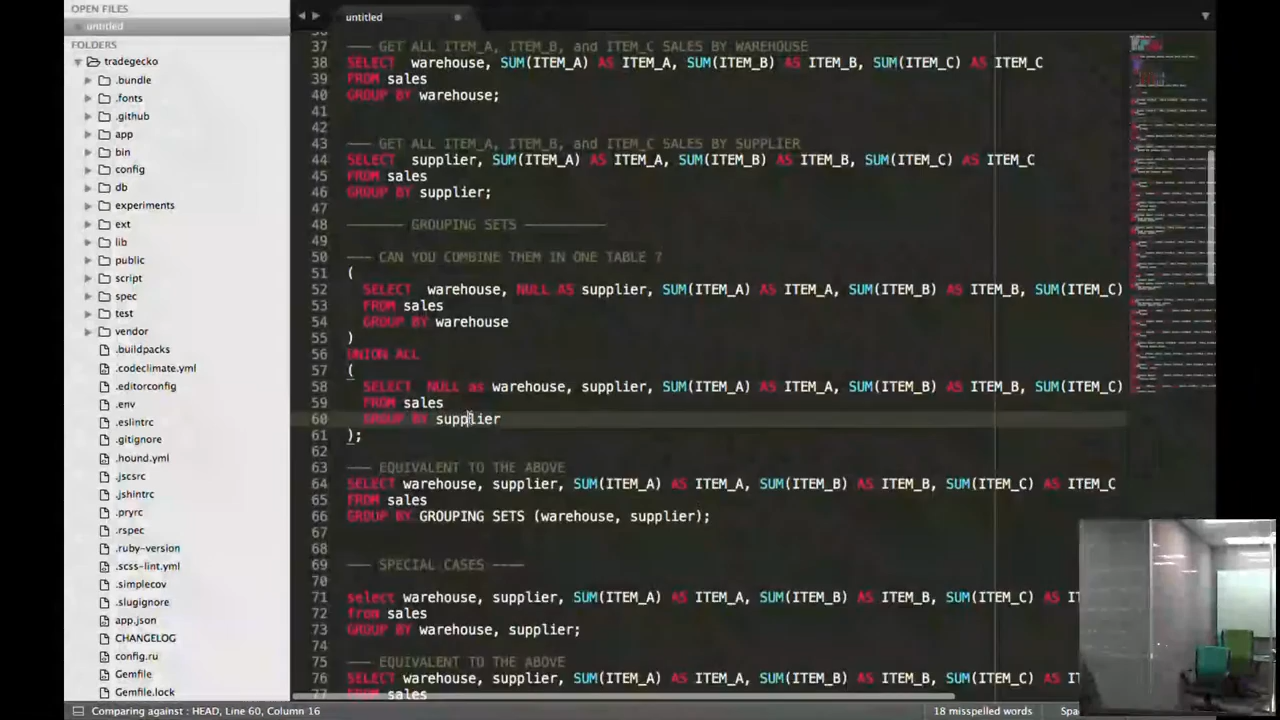 OPEN FILES
untitled
FOLDERS
tradegecko
.bundle
.fonts
.github
app
bin
config
db
experiments
ext
lib
public
script
spec
test
vendor
.buildpacks
.codeclimate.yml
.editorconfig
.env
.eslintrc
.gitignore
.hound.yml
.jscsrc
.jshintrc
.pryrc
.rspec
.ruby-version
.scss-lint.yml
.simplecov
.slugignore
app.json
CHANGELOG
config.ru
Gemfile
Gemfile.lock
untitled
37 --- GET ALL ITEM_A, ITEM_B, and ITEM_C SALES BY WAREHOUSE
38 SELECT  warehouse, SUM(ITEM_A) AS ITEM_A, SUM(ITEM_B) AS ITEM_B, SUM(ITEM_C) AS ITEM_C
39 FROM sales
40 GROUP BY warehouse;
41
42
43 --- GET ALL ITEM_A, ITEM_B, and ITEM_C SALES BY SUPPLIER
44 SELECT  supplier, SUM(ITEM_A) AS ITEM_A, SUM(ITEM_B) AS ITEM_B, SUM(ITEM_C) AS ITEM_C
45 FROM sales
46 GROUP BY supplier;
47
48 ------- GROUPING SETS ----------
49
50 --- CAN YOU COMBINE THEM IN ONE TABLE ?
51 (
52   SELECT  warehouse, NULL AS supplier, SUM(ITEM_A) AS ITEM_A, SUM(ITEM_B) AS ITEM_B, SUM(ITEM_C)
53   FROM sales
54   GROUP BY warehouse
55 )
56 UNION ALL
57 (
58   SELECT  NULL as warehouse, supplier, SUM(ITEM_A) AS ITEM_A, SUM(ITEM_B) AS ITEM_B, SUM(ITEM_C)
59   FROM sales
60   GROUP BY supplier
61 );
62
63 --- EQUIVALENT TO THE ABOVE
64 SELECT warehouse, supplier, SUM(ITEM_A) AS ITEM_A, SUM(ITEM_B) AS ITEM_B, SUM(ITEM_C) AS ITEM_C
65 FROM sales
66 GROUP BY GROUPING SETS (warehouse, supplier);
67
68
69 --- SPECIAL CASES ----
70
71 select warehouse, supplier, SUM(ITEM_A) AS ITEM_A, SUM(ITEM_B) AS ITEM_B, SUM(ITEM_C) AS
72 from sales
73 GROUP BY warehouse, supplier;
74
75 --- EQUIVALENT TO THE ABOVE
76 SELECT warehouse, supplier, SUM(ITEM_A) AS ITEM_A, SUM(ITEM_B) AS ITEM_B, SUM(ITEM_C) AS
77 FROM sales
Comparing against : HEAD, Line 60, Column 16
18 misspelled words